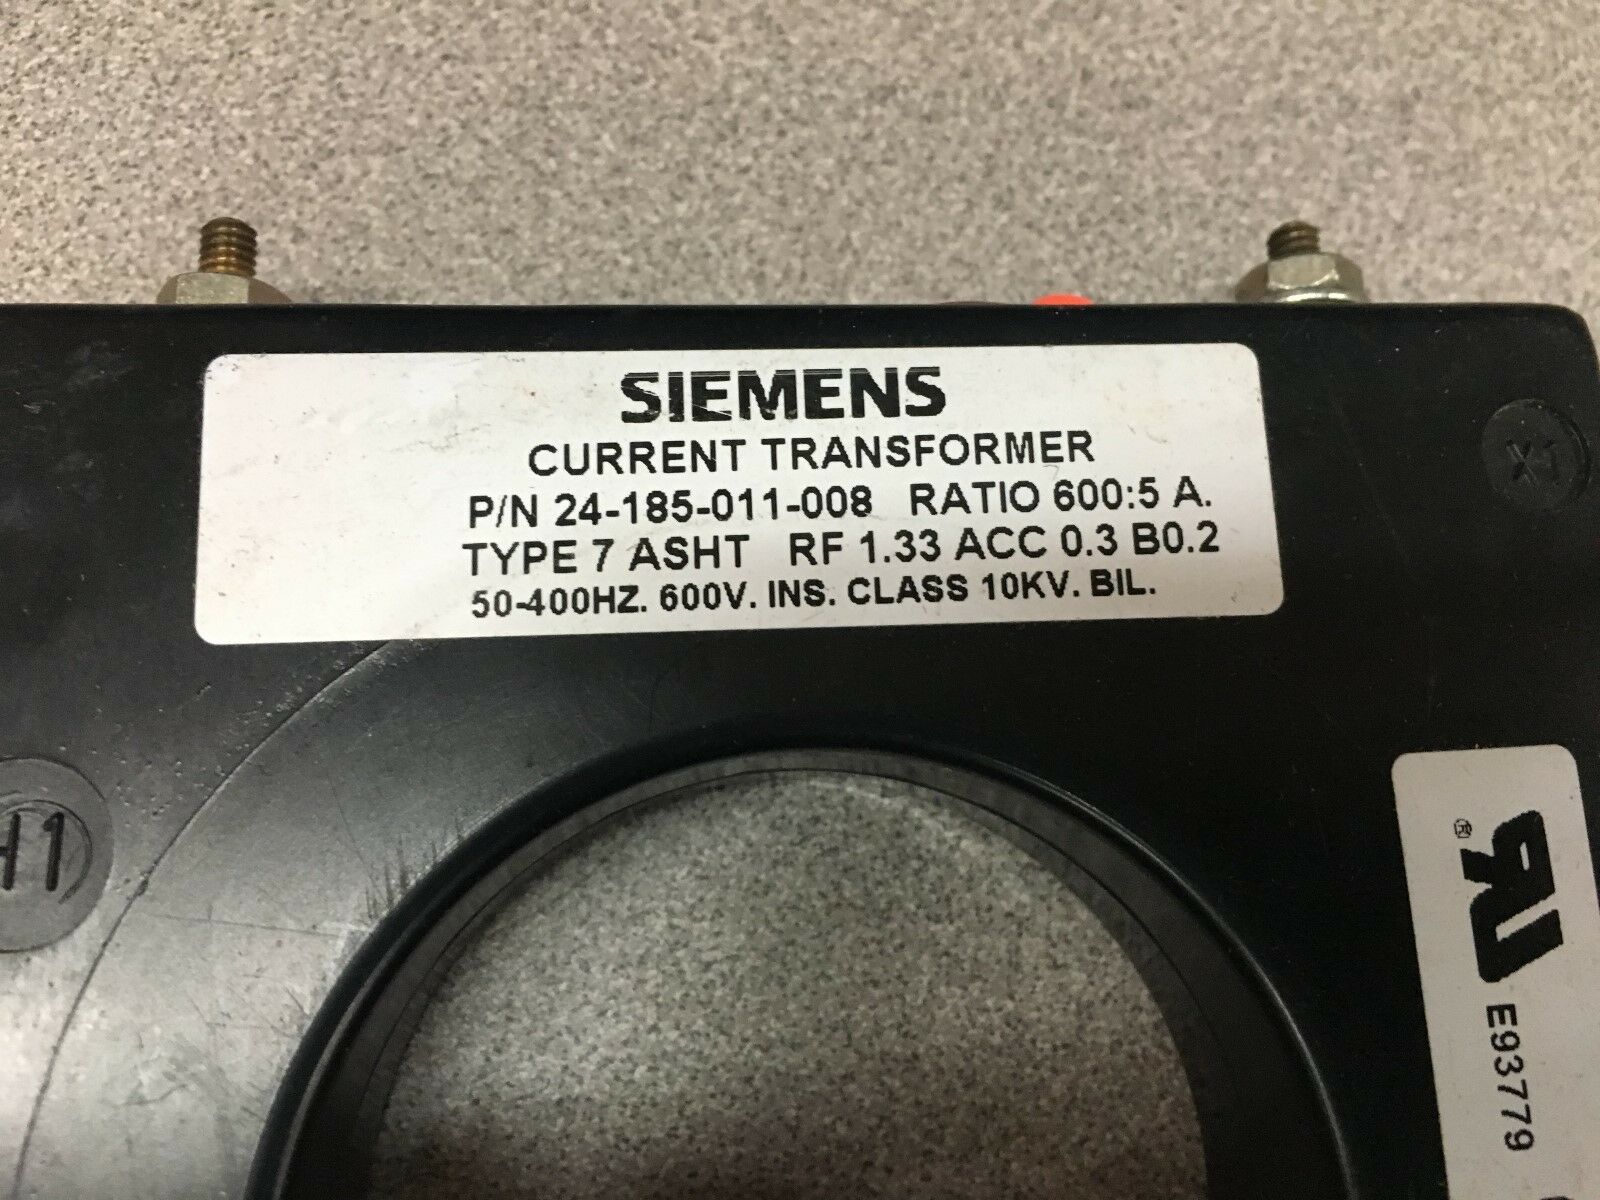 SIEMENS
CURRENT TRANSFORMER
P/N 24-185-011-008 RATIO 600:5 A.
TYPE 7 ASHT RF 1.33 ACC 0.3 B0.2
50-400HZ. 600V. INS. CLASS 10KV. BIL.
X1
H1
®
E93779